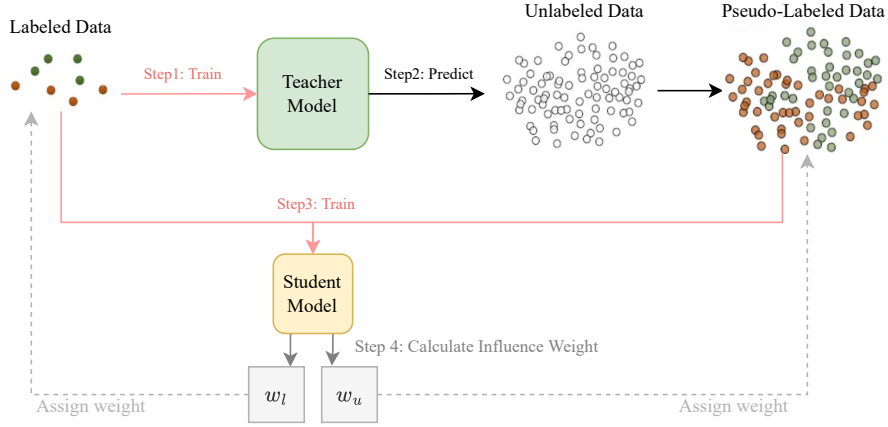 Labeled Data
Unlabeled Data
Pseudo-Labeled Data
Step1: Train
Teacher
Model
Step2: Predict
Step3: Train
Student
Model
Step 4: Calculate Influence Weight
w_l
w_u
Assign weight
Assign weight